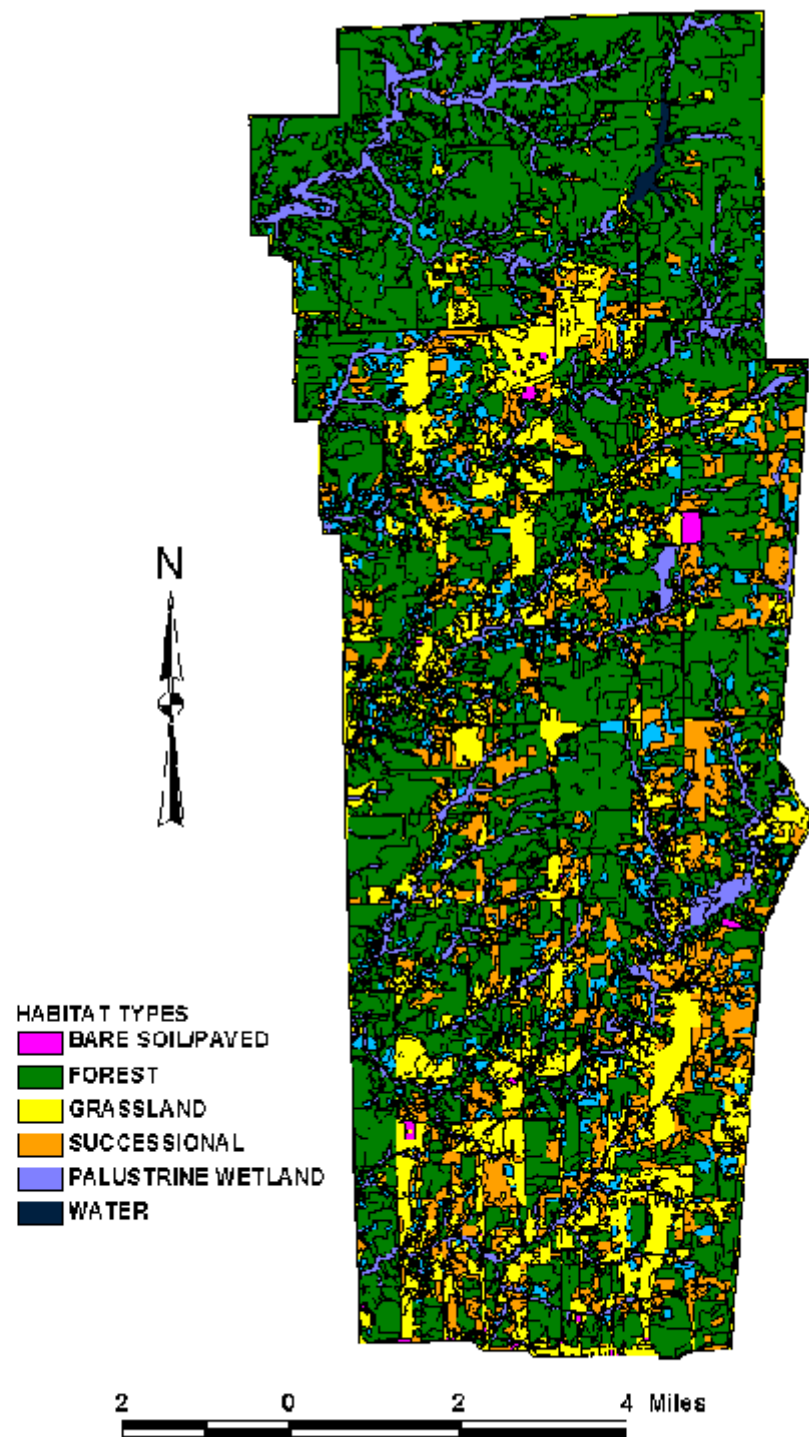 N
HABITAT TYPES
BARE SOIL/PAVED
FOREST
GRASSLAND
SUCCESSIONAL
PALUSTRINE WETLAND
WATER
2 0 2 4 Miles